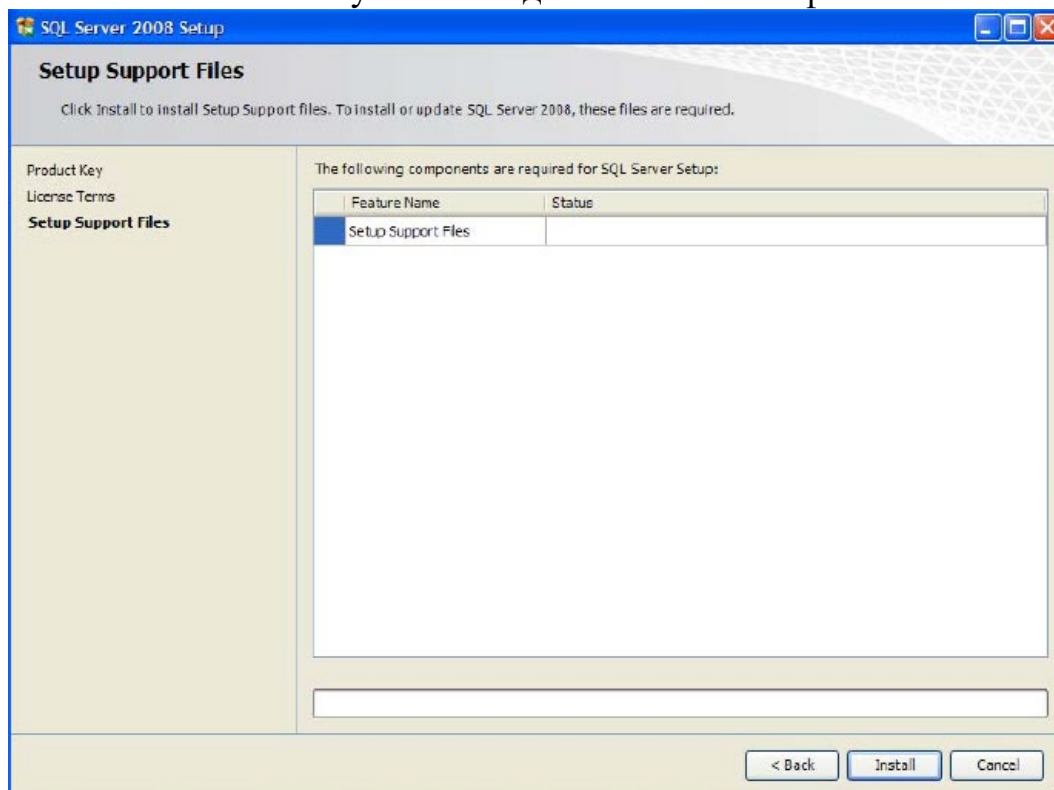 SQL Server 2008 Setup
Setup Support Files
Click Install to install Setup Support files. To install or update SQL Server 2008, these files are required.
Product Key
License Terms
Setup Support Files
The following components are required for SQL Server Setup:
Feature Name Status
Setup Support Files
< Back Install Cancel